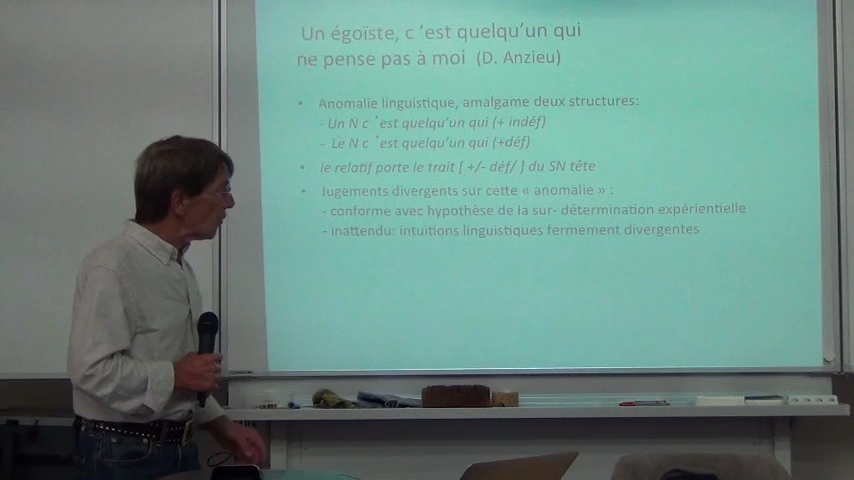 Un égoïste, c ’est quelqu’un qui
ne pense pas à moi (D. Anzieu)
• Anomalie linguistique, amalgame deux structures:
- Un N c ’est quelqu’un qui (+ indéf)
- Le N c ’est quelqu’un qui (+déf)
• le relatif porte le trait [ +/- déf/ ] du SN tête
• Jugements divergents sur cette « anomalie » :
- conforme avec hypothèse de la sur- détermination expérientielle
- inattendu: intuitions linguistiques fermement divergentes